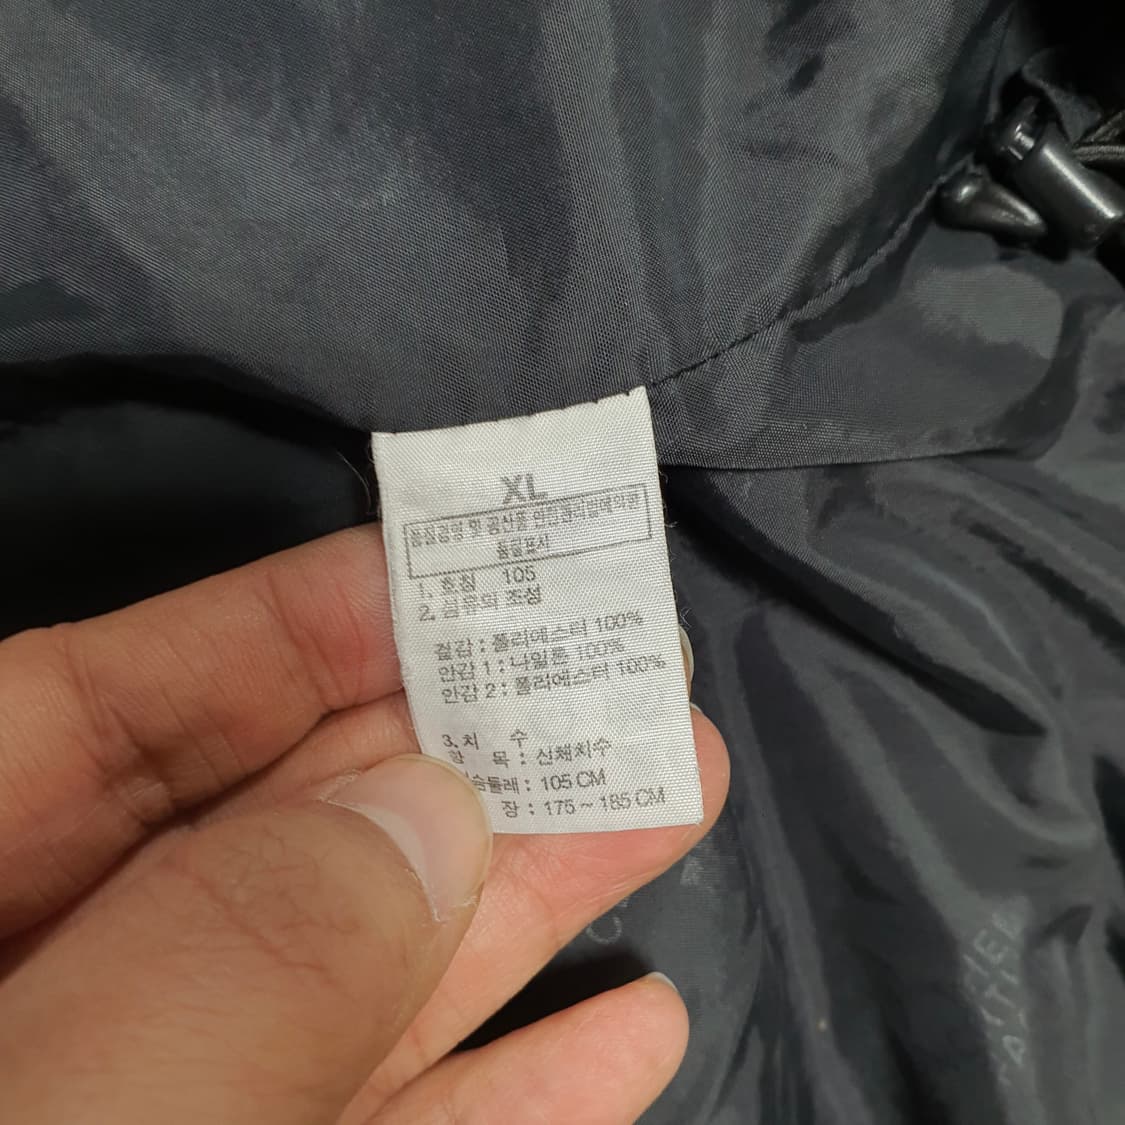 XL
품질경영 및 공산품 안전관리법에의한
품질표시
1. 호칭 105
2. 섬유의 조성
겉감 : 폴리에스터 100%
안감 1 : 나일론 100%
안감 2 : 폴리에스터 100%
3. 치 수
항 목 : 신체치수
슴둘레 : 105 CM
장 : 175 ~ 185 CM